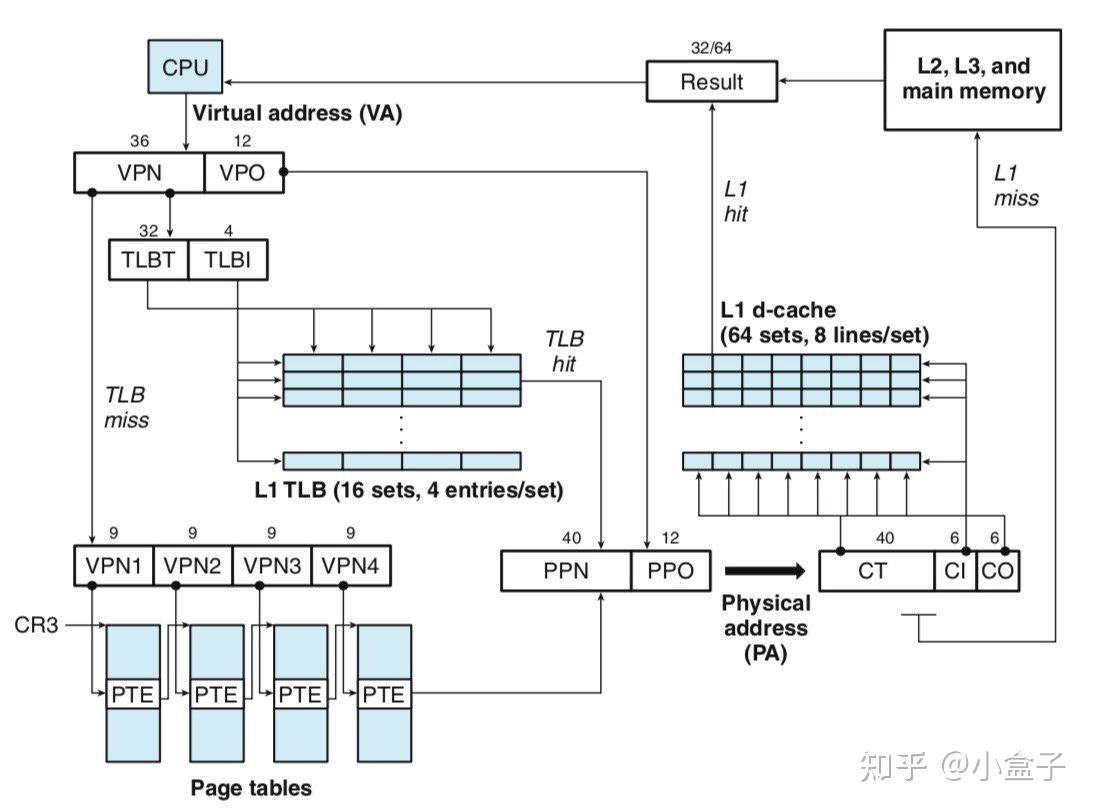 CPU
Virtual address (VA)
36
12
VPN
VPO
32
4
TLBT
TLBI
TLB
miss
TLB
hit
L1 TLB (16 sets, 4 entries/set)
9
9
9
9
VPN1
VPN2
VPN3
VPN4
CR3
PTE
PTE
PTE
PTE
Page tables
32/64
Result
L2, L3, and
main memory
L1
hit
L1
miss
L1 d-cache
(64 sets, 8 lines/set)
40
12
PPN
PPO
Physical
address
(PA)
40
6
6
CT
CI
CO
知乎 @小盒子